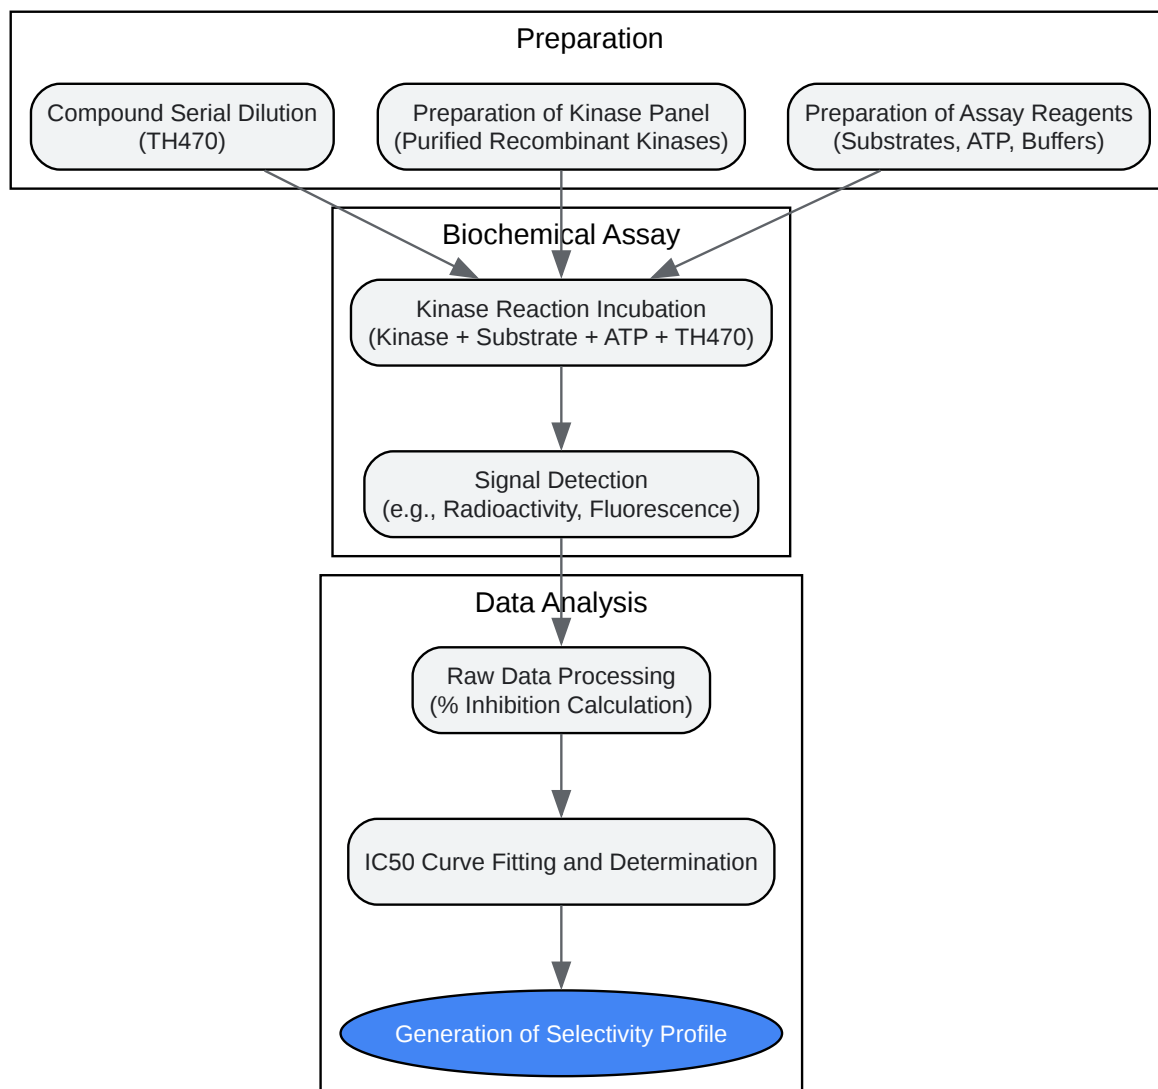 Preparation
Compound Serial Dilution
(TH470)
Preparation of Kinase Panel
(Purified Recombinant Kinases)
Preparation of Assay Reagents
(Substrates, ATP, Buffers)
Biochemical Assay
Kinase Reaction Incubation
(Kinase + Substrate + ATP + TH470)
Signal Detection
(e.g., Radioactivity, Fluorescence)
Data Analysis
Raw Data Processing
(% Inhibition Calculation)
IC50 Curve Fitting and Determination
Generation of Selectivity Profile